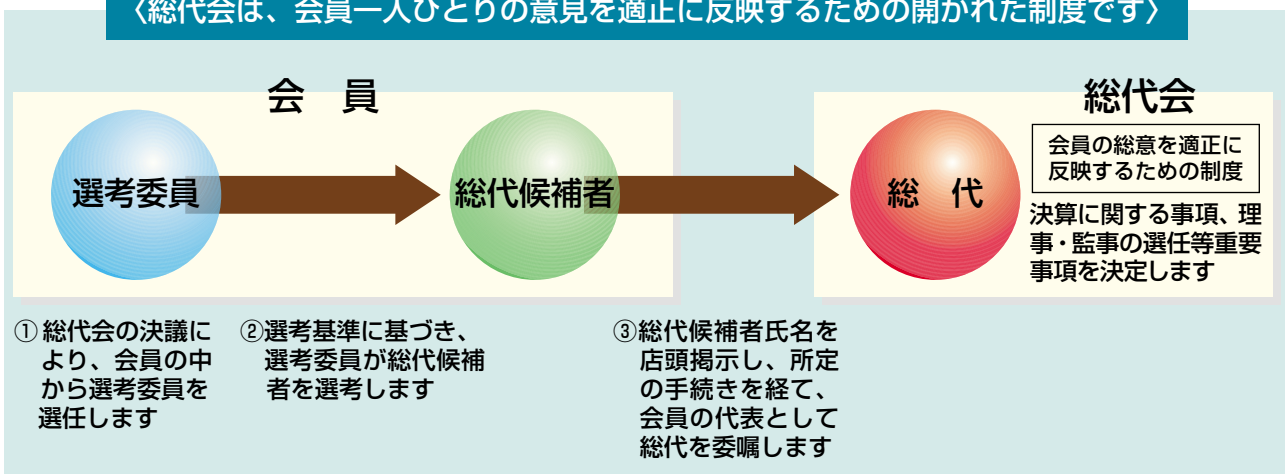 〈総代会は、会員一人ひとりの意見を適正に反映するための開かれた制度です〉
会　員
選考委員
総代候補者
① 総代会の決議に
より、会員の中
から選考委員を
選任します
②選考基準に基づき、
選考委員が総代候補
者を選考します
③総代候補者氏名を
店頭掲示し、所定
の手続きを経て、
会員の代表として
総代を委嘱します
総代会
総　代
会員の総意を適正に
反映するための制度
決算に関する事項、理
事・監事の選任等重要
事項を決定します